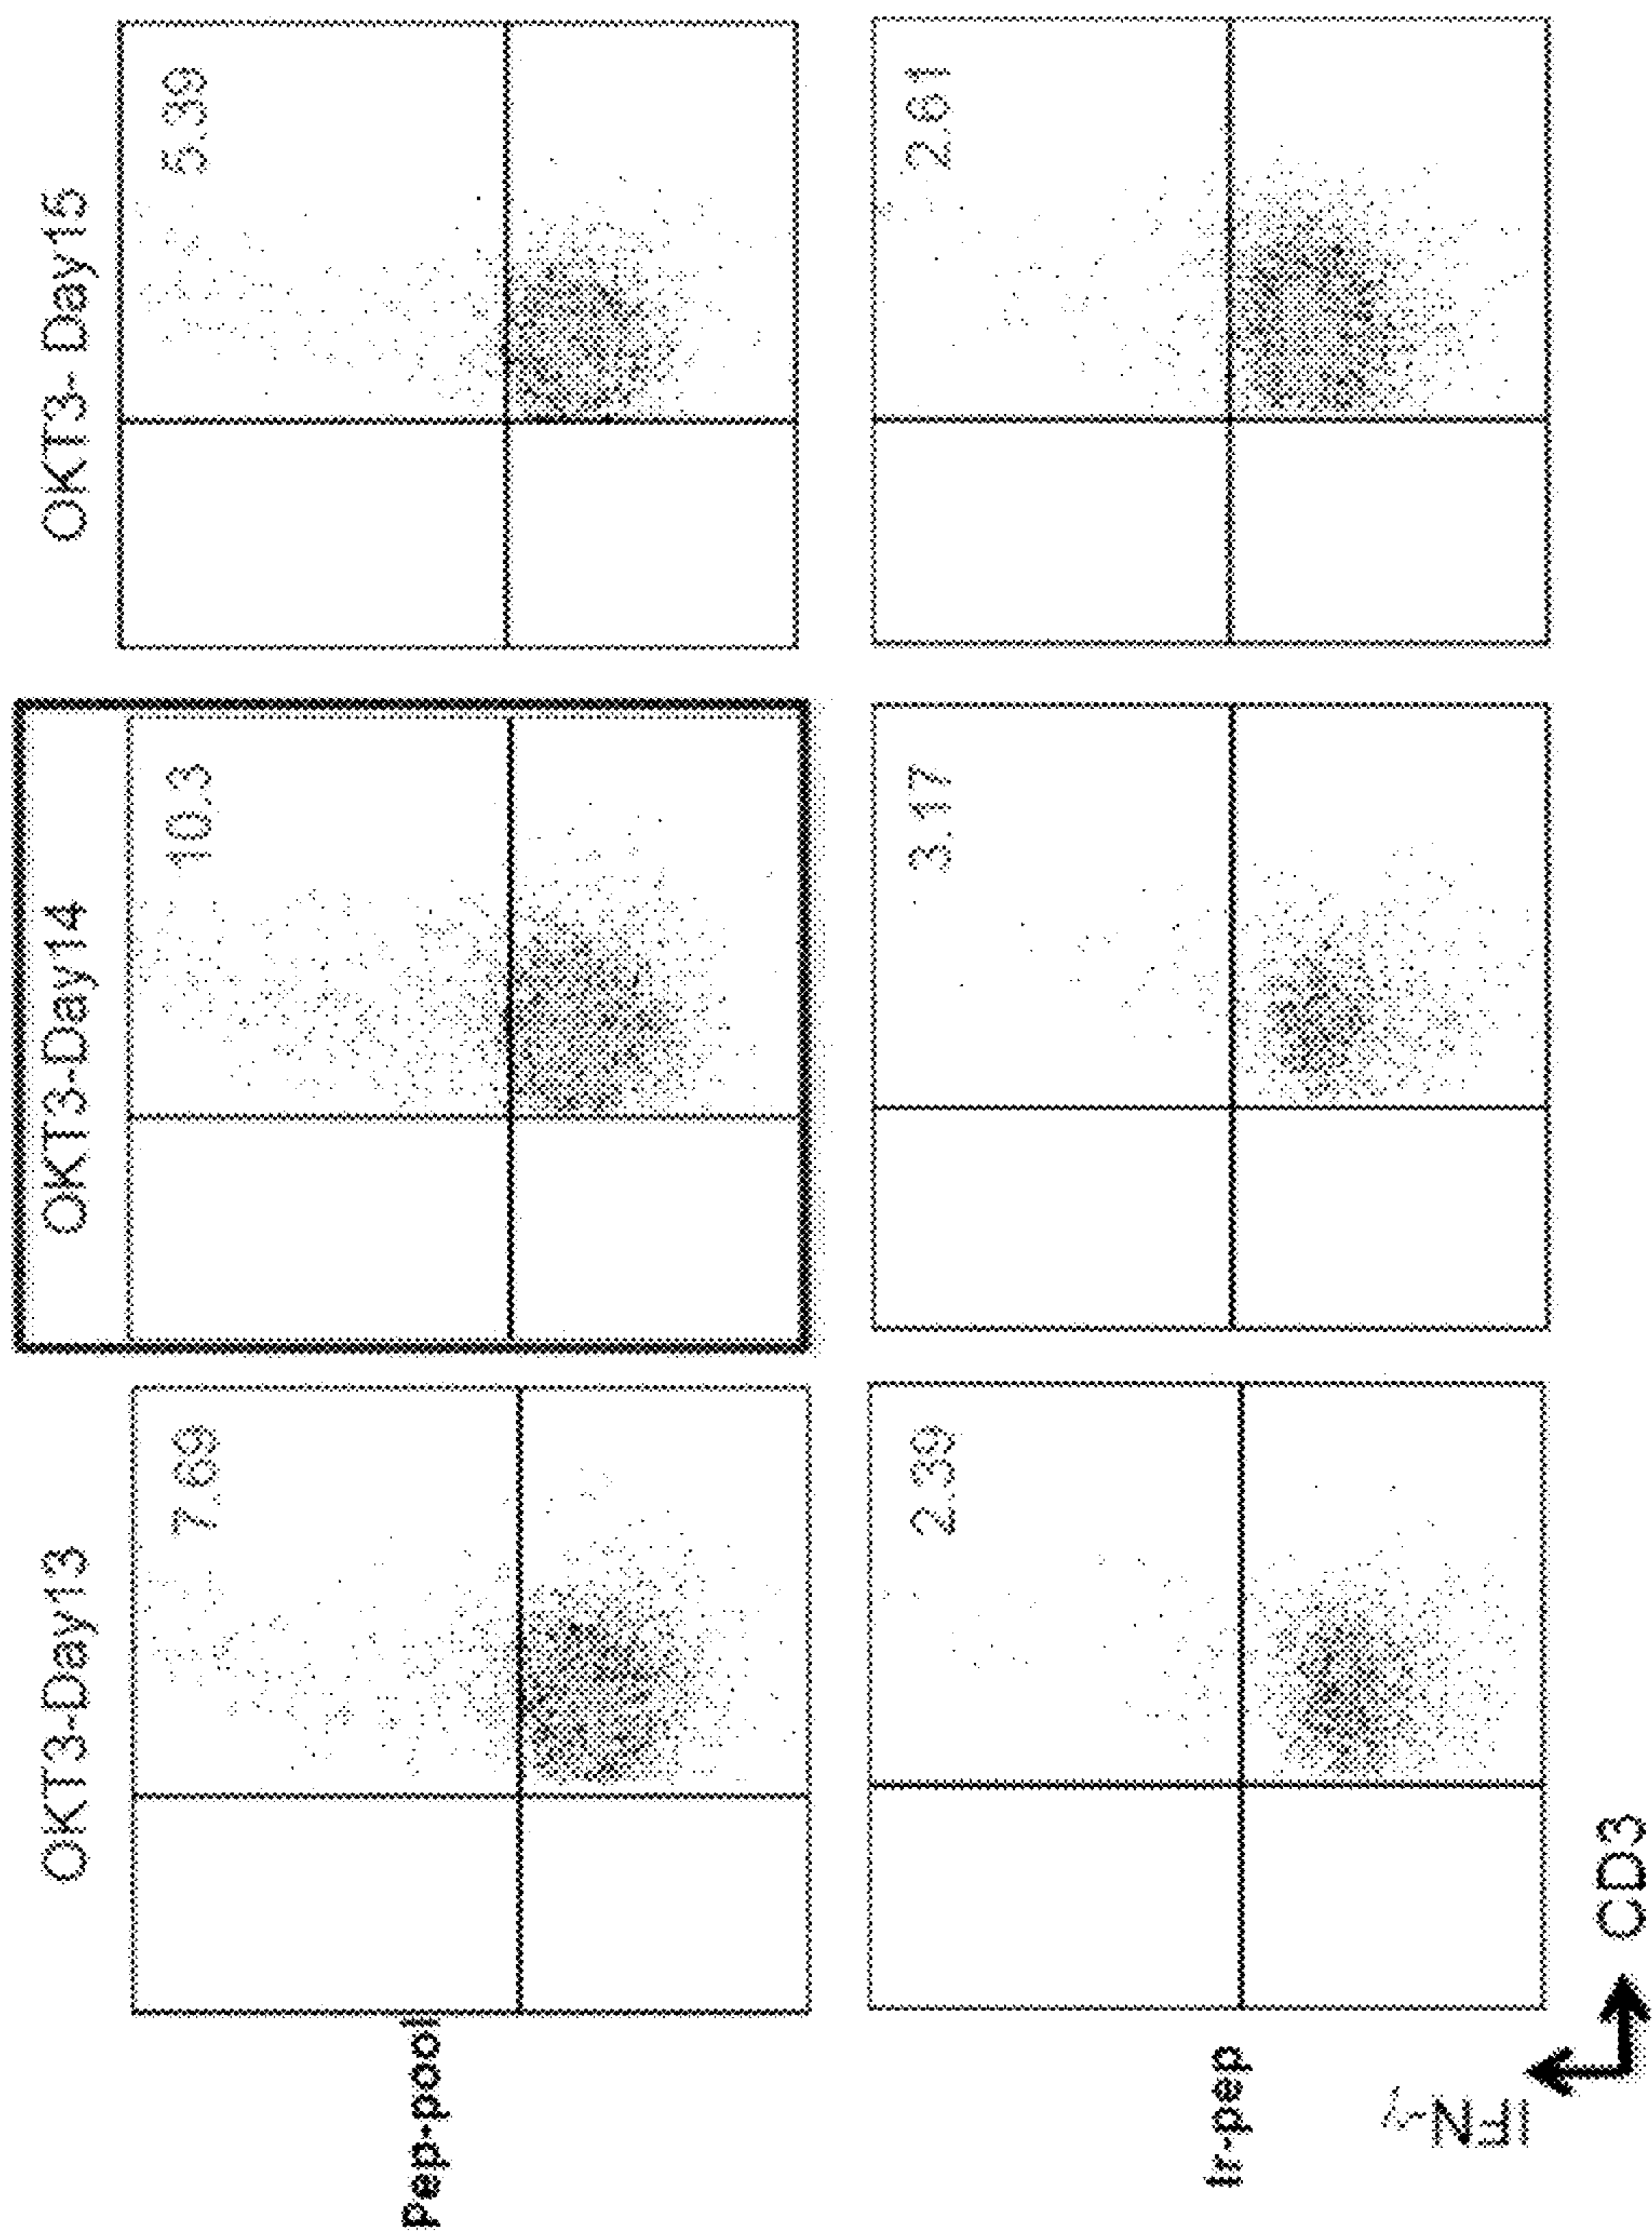 OKT3-Day13
OKT3-Day14
OKT3- Day15
Pep-pool
7.69
10.3
5.39
Ir-pep
2.39
3.17
2.61
IFN-γ
CD3